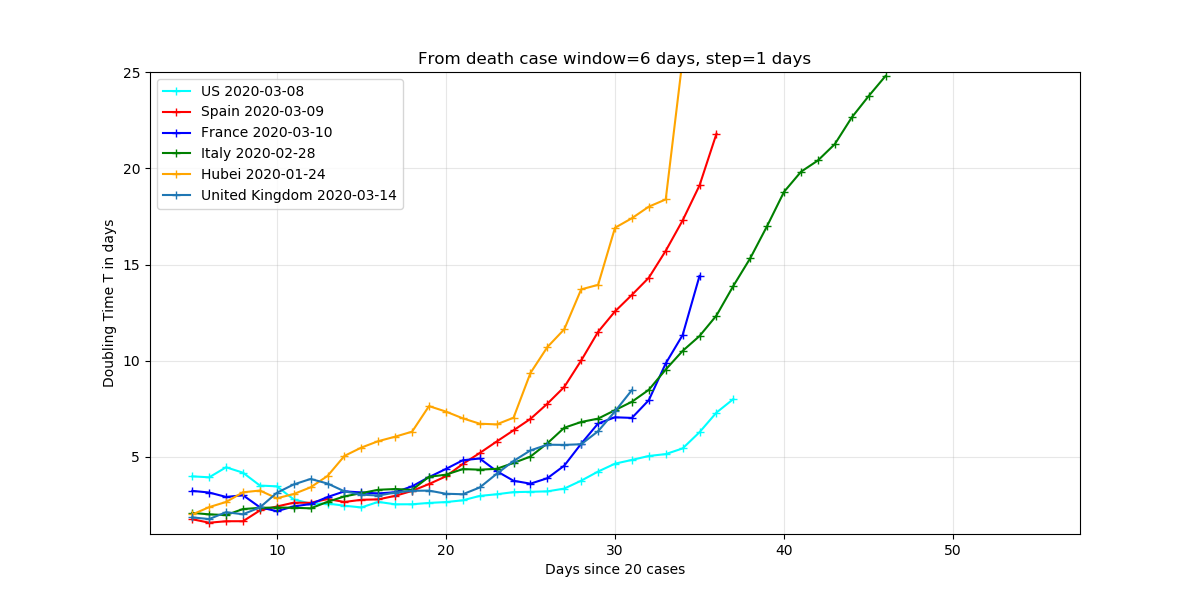 From death case window=6 days, step=1 days
Doubling Time T in days
25
20
15
10
5
US 2020-03-08
Spain 2020-03-09
France 2020-03-10
Italy 2020-02-28
Hubei 2020-01-24
United Kingdom 2020-03-14
10 20 30 40 50
Days since 20 cases